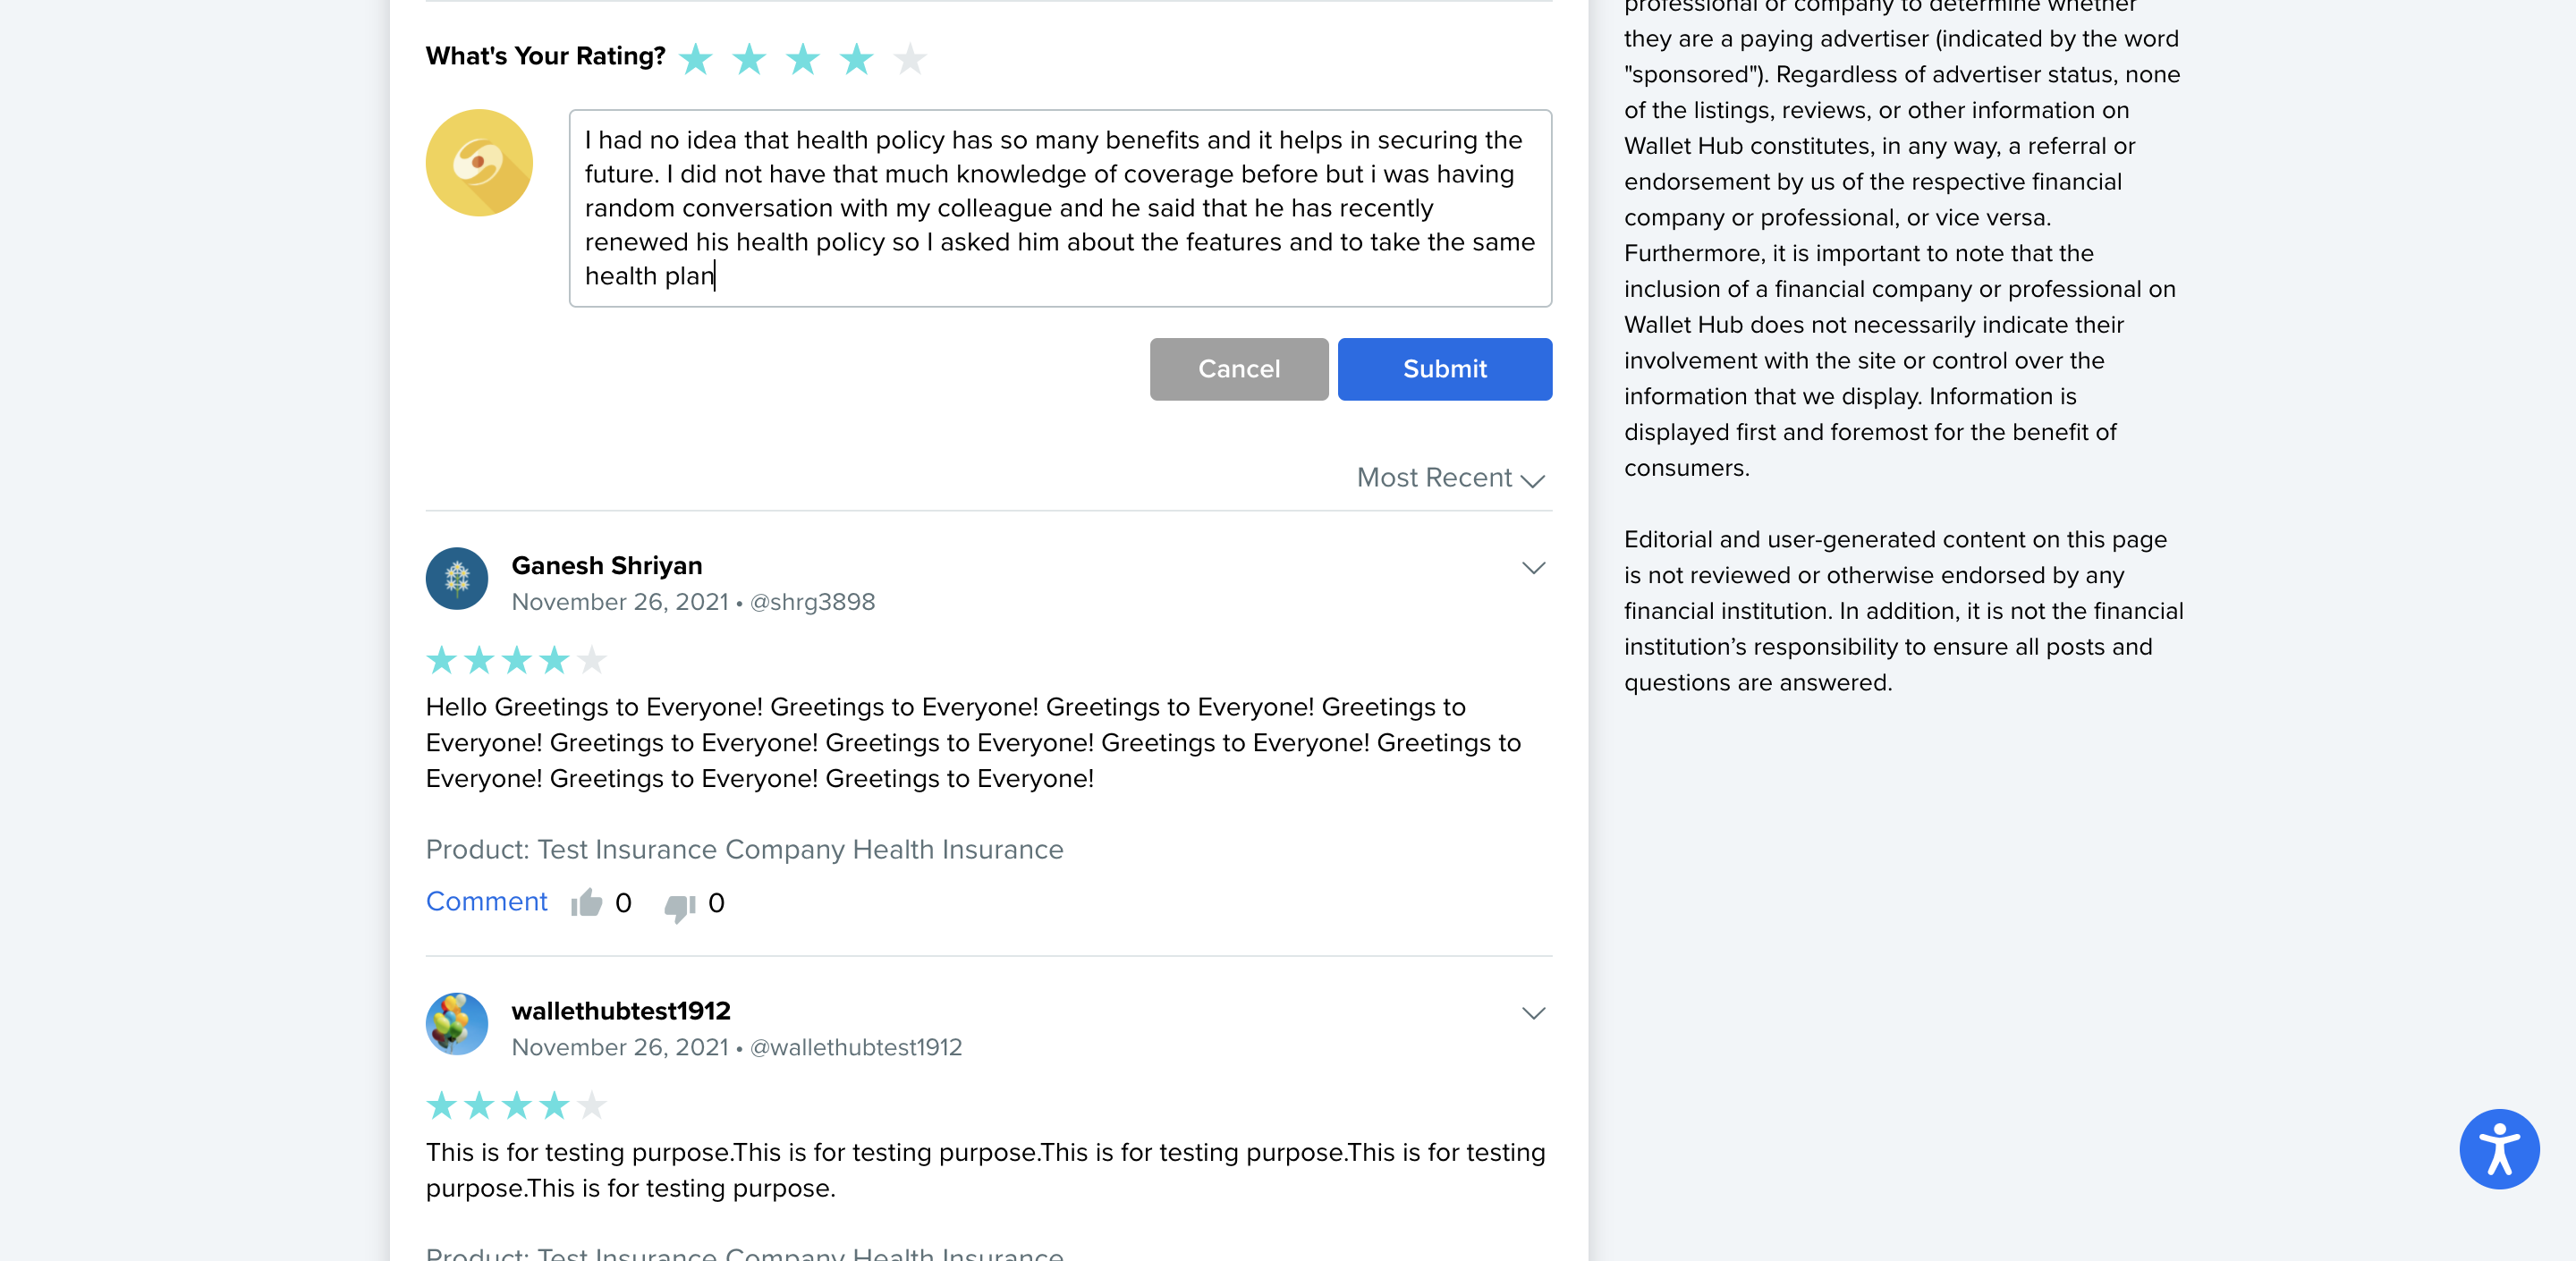 What's Your Rating?
I had no idea that health policy has so many benefits and it helps in securing the
future. I did not have that much knowledge of coverage before but i was having
random conversation with my colleague and he said that he has recently
renewed his health policy so I asked him about the features and to take the same
health plan
Cancel
Submit
Most Recent
Ganesh Shriyan
November 26, 2021 • @shrg3898
Hello Greetings to Everyone! Greetings to Everyone! Greetings to Everyone! Greetings to
Everyone! Greetings to Everyone! Greetings to Everyone! Greetings to Everyone! Greetings to
Everyone! Greetings to Everyone! Greetings to Everyone!
Product: Test Insurance Company Health Insurance
Comment 0 0
wallethubtest1912
November 26, 2021 • @wallethubtest1912
This is for testing purpose.This is for testing purpose.This is for testing purpose.This is for testing
purpose.This is for testing purpose.
Product: Test Insurance Company Health Insurance
professional or company to determine whether
they are a paying advertiser (indicated by the word
"sponsored"). Regardless of advertiser status, none
of the listings, reviews, or other information on
Wallet Hub constitutes, in any way, a referral or
endorsement by us of the respective financial
company or professional, or vice versa.
Furthermore, it is important to note that the
inclusion of a financial company or professional on
Wallet Hub does not necessarily indicate their
involvement with the site or control over the
information that we display. Information is
displayed first and foremost for the benefit of
consumers.
Editorial and user-generated content on this page
is not reviewed or otherwise endorsed by any
financial institution. In addition, it is not the financial
institution’s responsibility to ensure all posts and
questions are answered.